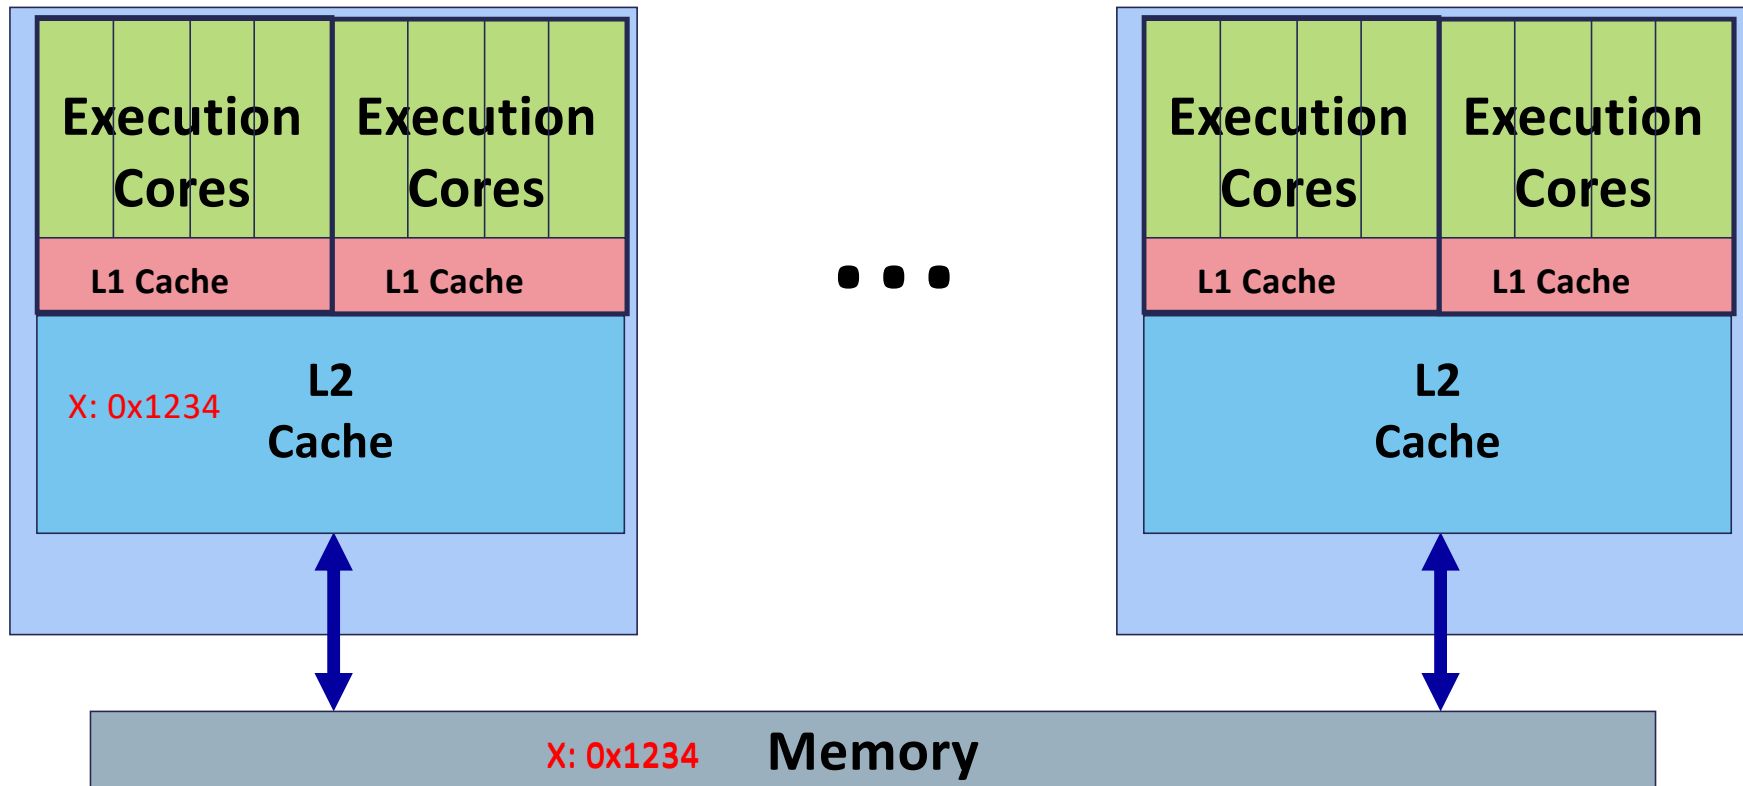 Execution
Cores
Execution
Cores
Execution
Cores
Execution
Cores
L1 Cache
L1 Cache
L1 Cache
L1 Cache
...
L2
Cache
X: 0x1234
L2
Cache
X: 0x1234
Memory